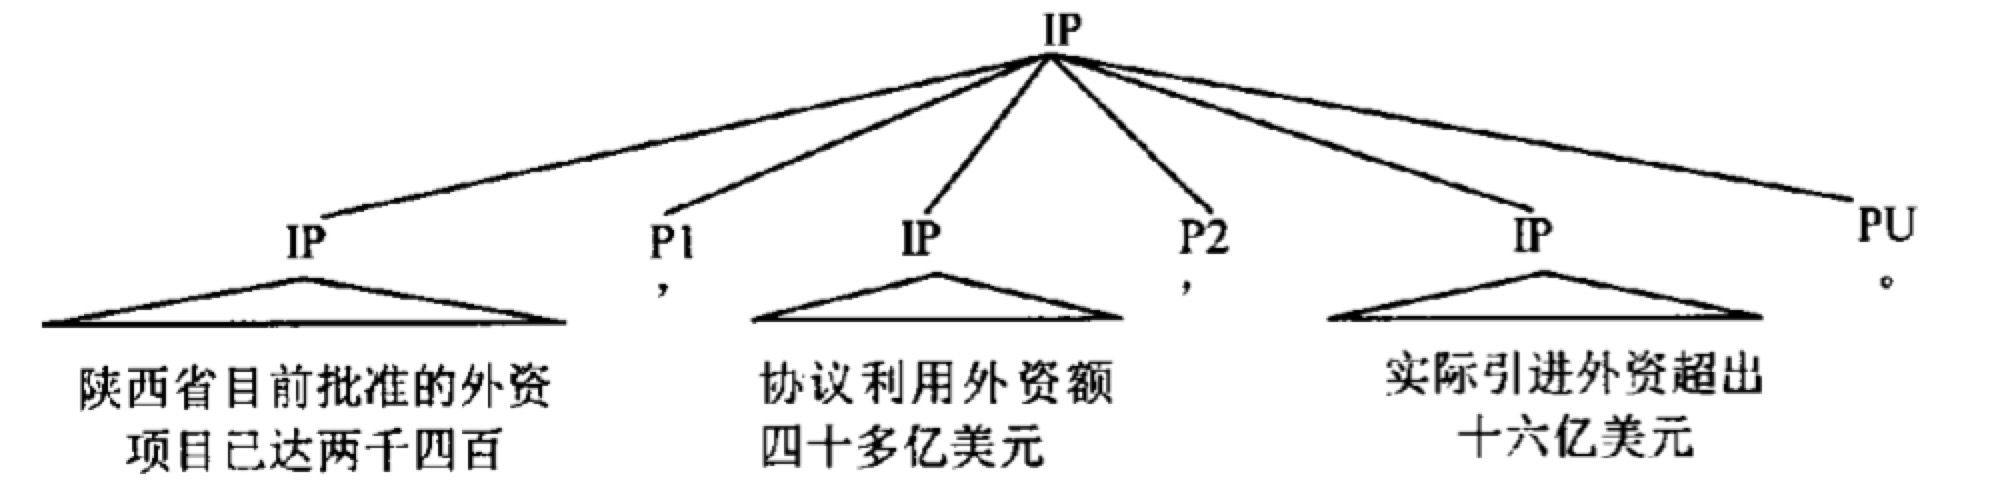 IP
IP P1 IP P2 IP PU
， ， 。
陕西省目前批准的外资 协议利用外资额 实际引进外资超出
项目已达两千四百 四十多亿美元 十六亿美元